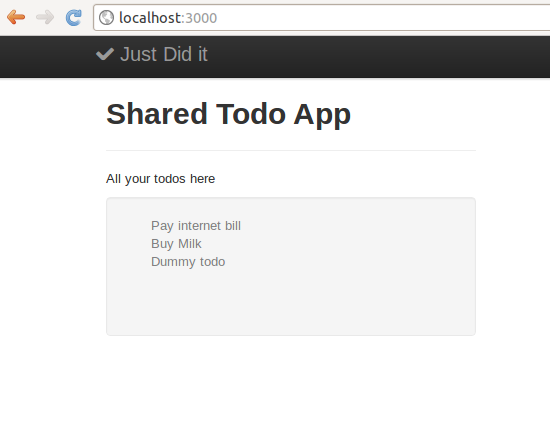 localhost:3000
Just Did it
Shared Todo App
All your todos here
Pay internet bill
Buy Milk
Dummy todo